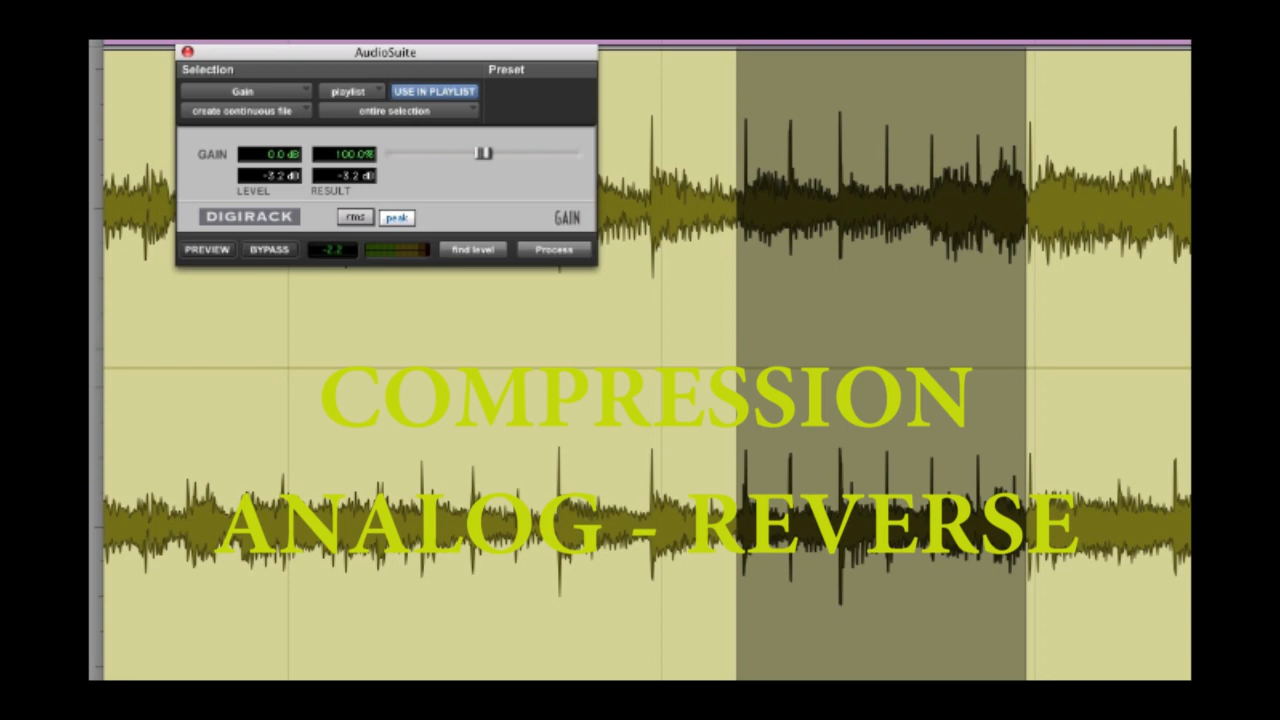 AudioSuite
Selection Preset
Gain playlist USE IN PLAYLIST
create continuous file entire selection
GAIN 0.0 dB 100.0%
-3.2 dB -3.2 dB
LEVEL RESULT
DIGIRACK rms peak GAIN
PREVIEW BYPASS -2.2 find level Process
COMPRESSION
ANALOG - REVERSE